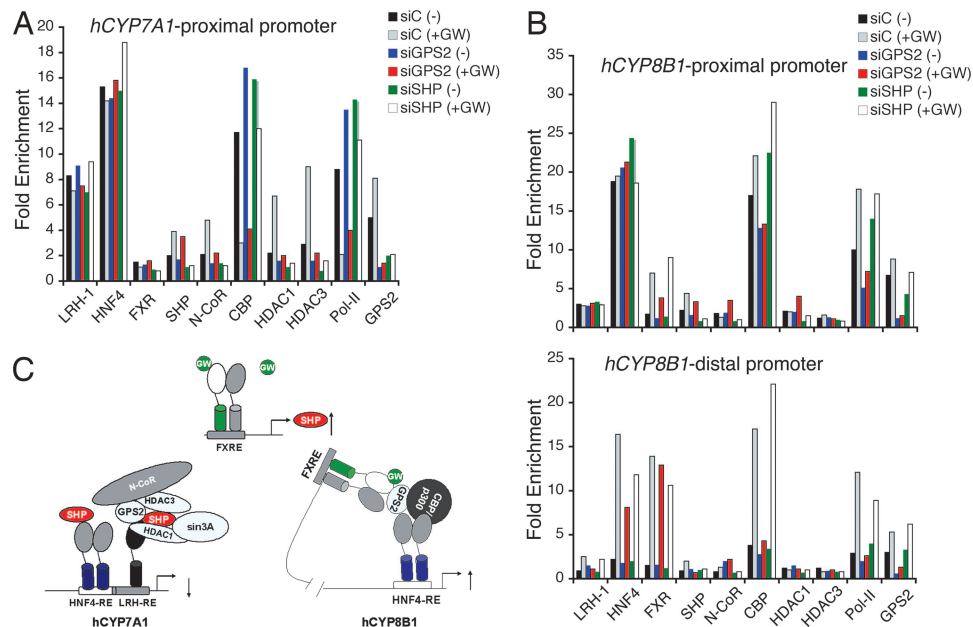 A
hCYP7A1-proximal promoter
siC (-)
siC (+GW)
siGPS2 (-)
siGPS2 (+GW)
siSHP (-)
siSHP (+GW)
Fold Enrichment
20
18
16
14
12
10
8
6
4
2
0
LRH-1
HNF4
FXR
SHP
N-CoR
CBP
HDAC1
HDAC3
Pol-II
GPS2
B
hCYP8B1-proximal promoter
siC (-)
siC (+GW)
siGPS2 (-)
siGPS2 (+GW)
siSHP (-)
siSHP (+GW)
Fold Enrichment
35
30
25
20
15
10
5
0
hCYP8B1-distal promoter
Fold Enrichment
25
20
15
10
5
0
LRH-1
HNF4
FXR
SHP
N-CoR
CBP
HDAC1
HDAC3
Pol-II
GPS2
C
GW
GW
SHP
FXRE
N-CoR
HDAC3
GPS2
SHP
SHP
HDAC1
sin3A
HNF4-RE
LRH-RE
hCYP7A1
FXRE
GW
GPS2
CBP
p300
HNF4-RE
hCYP8B1